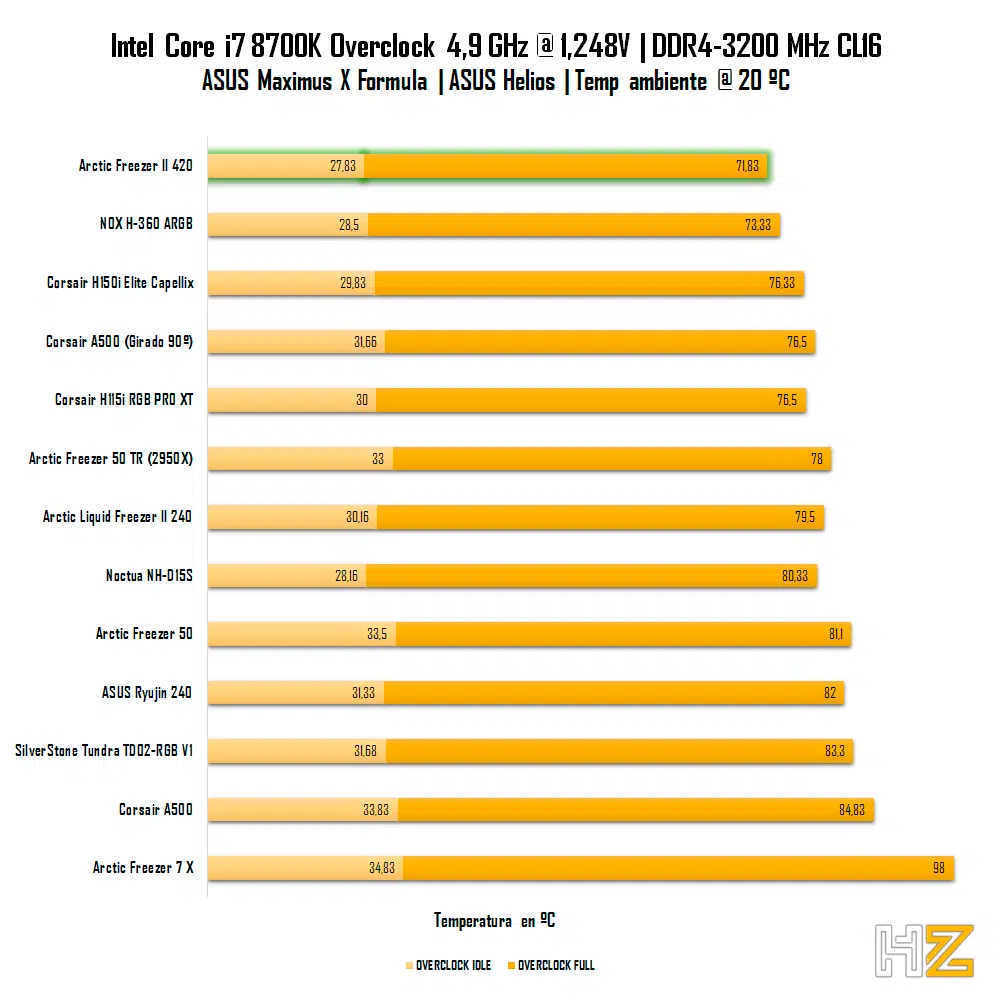 Intel Core i7 8700K Overclock 4,9 GHz @ 1,248V | DDR4-3200 MHz CL16
ASUS Maximus X Formula | ASUS Helios | Temp ambiente @ 20 ºC
Arctic Freezer II 420 27,83 71,83
NOX H-360 ARGB 28,5 73,33
Corsair H150i Elite Capellix 29,83 76,33
Corsair A500 (Girado 90º) 31,66 76,5
Corsair H115i RGB PRO XT 30 76,5
Arctic Freezer 50 TR (2950X) 33 78
Arctic Liquid Freezer II 240 30,16 79,5
Noctua NH-D15S 28,16 80,33
Arctic Freezer 50 33,5 81,1
ASUS Ryujin 240 31,33 82
SilverStone Tundra TD02-RGB V1 31,68 83,3
Corsair A500 33,83 84,83
Arctic Freezer 7 X 34,83 98
Temperatura en ºC
OVERCLOCK IDLE OVERCLOCK FULL
HZ